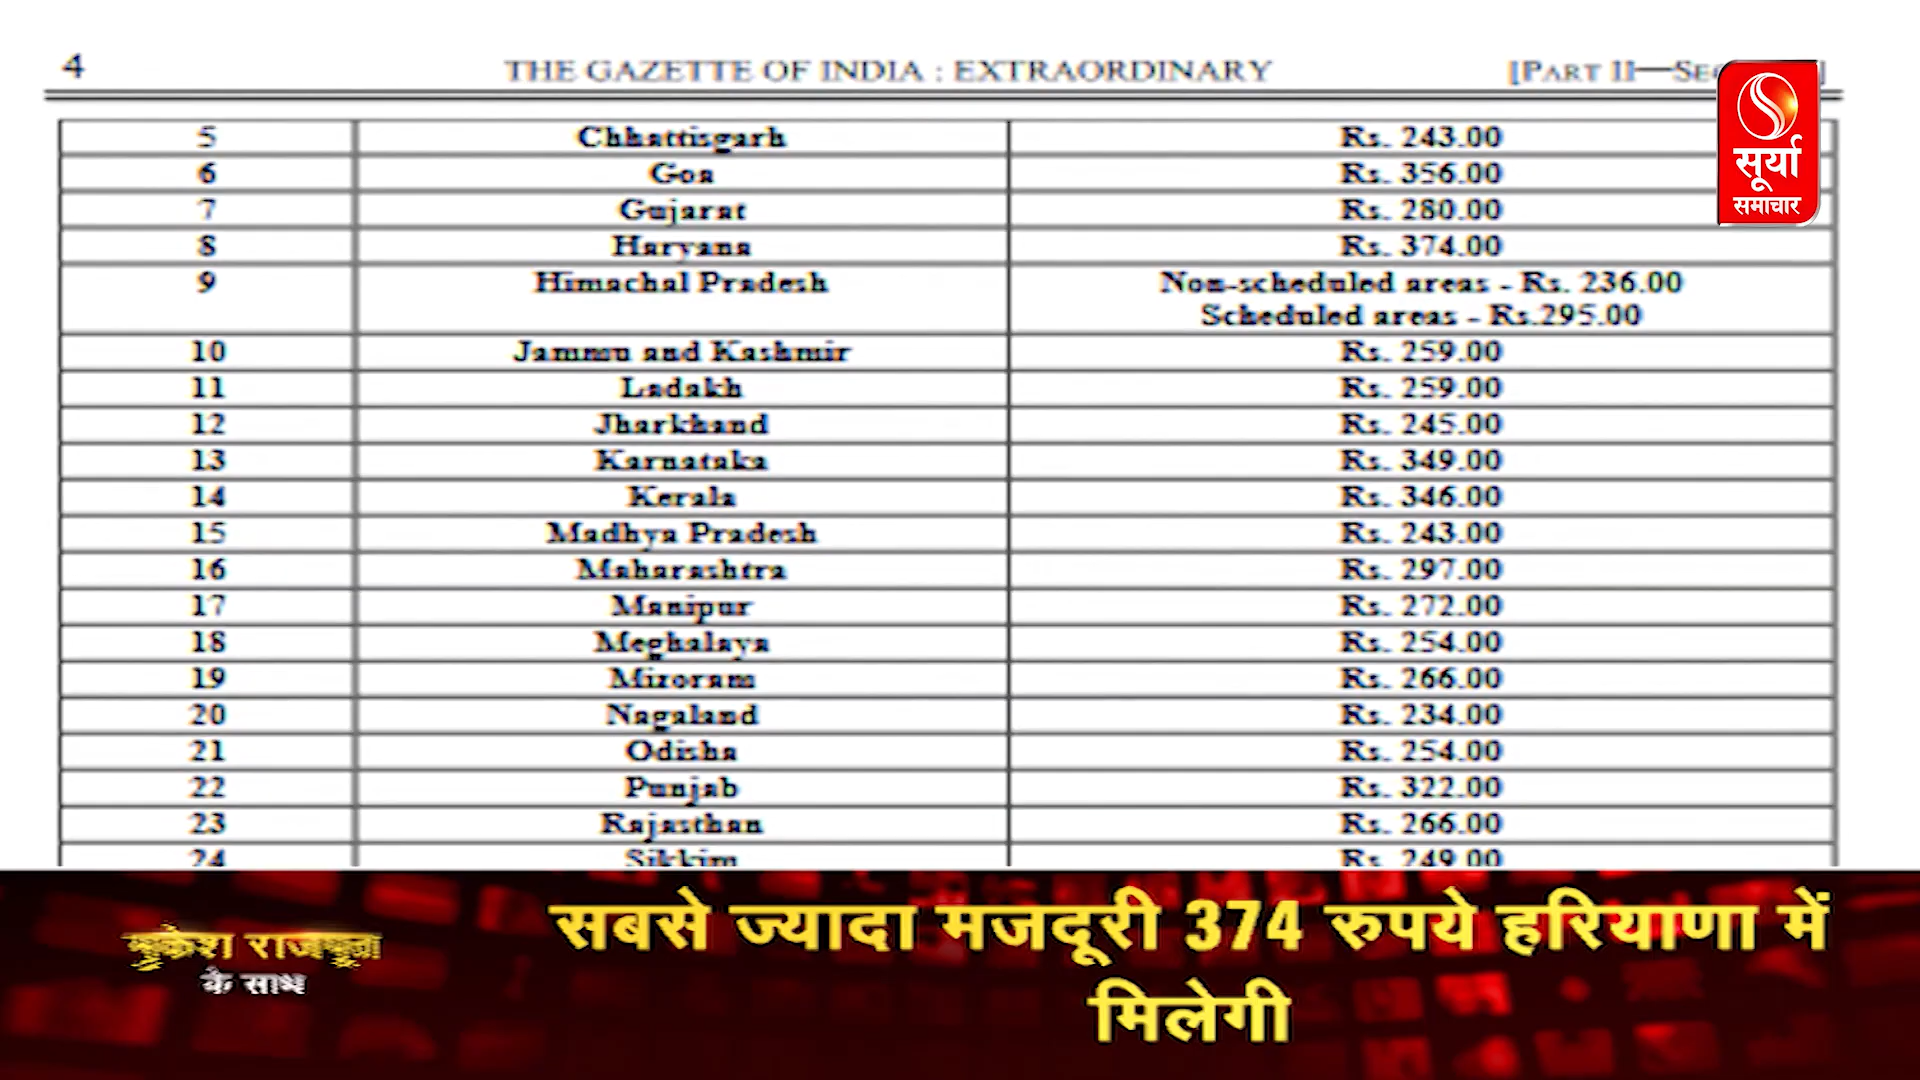 4 THE GAZETTE OF INDIA : EXTRAORDINARY [PART II—
सूर्या
समाचार
5 Chhattisgarh Rs. 243.00
6 Goa Rs. 356.00
7 Gujarat Rs. 280.00
8 Haryana Rs. 374.00
9 Himachal Pradesh Non-scheduled areas - Rs. 236.00
Scheduled areas - Rs.295.00
10 Jammu and Kashmir Rs. 259.00
11 Ladakh Rs. 259.00
12 Jharkhand Rs. 245.00
13 Karnataka Rs. 349.00
14 Kerala Rs. 346.00
15 Madhya Pradesh Rs. 243.00
16 Maharashtra Rs. 297.00
17 Manipur Rs. 272.00
18 Meghalaya Rs. 254.00
19 Mizoram Rs. 266.00
20 Nagaland Rs. 234.00
21 Odisha Rs. 254.00
22 Punjab Rs. 322.00
23 Rajasthan Rs. 266.00
24 Sikkim Rs. 249.00
मुकेश राजपूत
के साथ
सबसे ज्यादा मजदूरी 374 रुपये हरियाणा में
मिलेगी